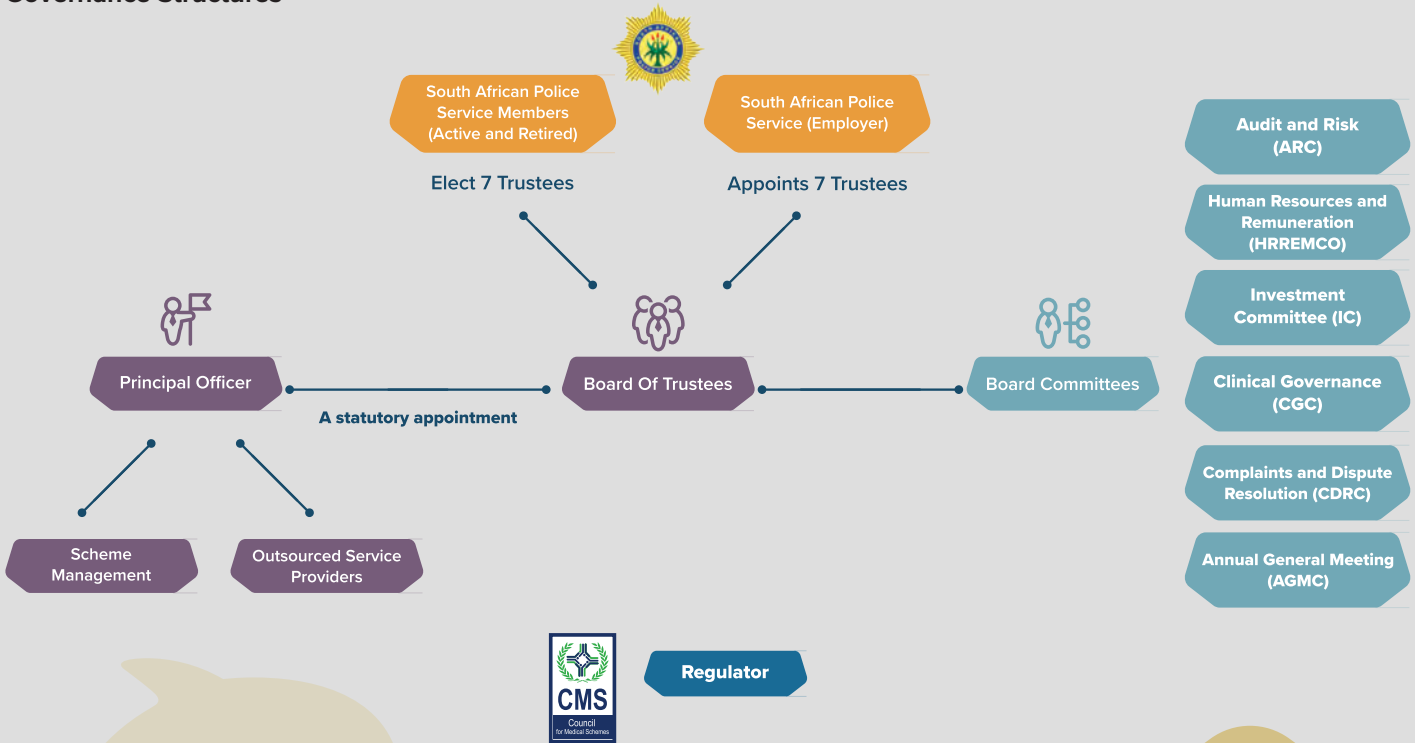 Governance Structures
South African Police
Service Members
(Active and Retired)
South African Police
Service (Employer)
Elect 7 Trustees
Appoints 7 Trustees
Principal Officer
A statutory appointment
Board Of Trustees
Board Committees
Scheme
Management
Outsourced Service
Providers
Audit and Risk
(ARC)
Human Resources and
Remuneration
(HRREMCO)
Investment
Committee (IC)
Clinical Governance
(CGC)
Complaints and Dispute
Resolution (CDRC)
Annual General Meeting
(AGMC)
CMS
Council
for Medical Schemes
Regulator